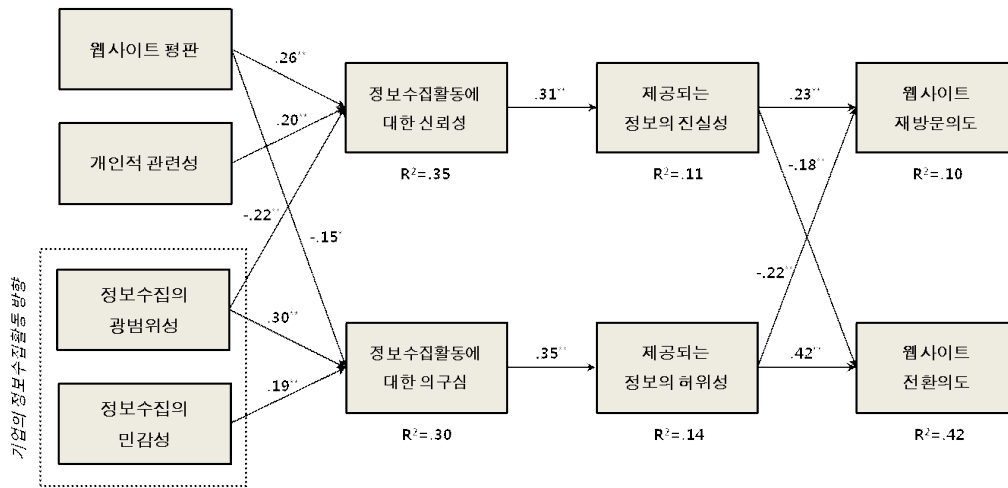 웹사이트 평판
개인적 관련성
기업의 정보수집활동 방향
정보수집의
광범위성
정보수집의
민감성
.26**
.20**
-.22**
-.15*
.30**
.19**
정보수집활동에
대한 신뢰성
R²=.35
정보수집활동에
대한 의구심
R²=.30
.31**
.35**
제공되는
정보의 진실성
R²=.11
제공되는
정보의 허위성
R²=.14
.23**
-.18**
-.22**
.42**
웹사이트
재방문의도
R²=.10
웹사이트
전환의도
R²=.42